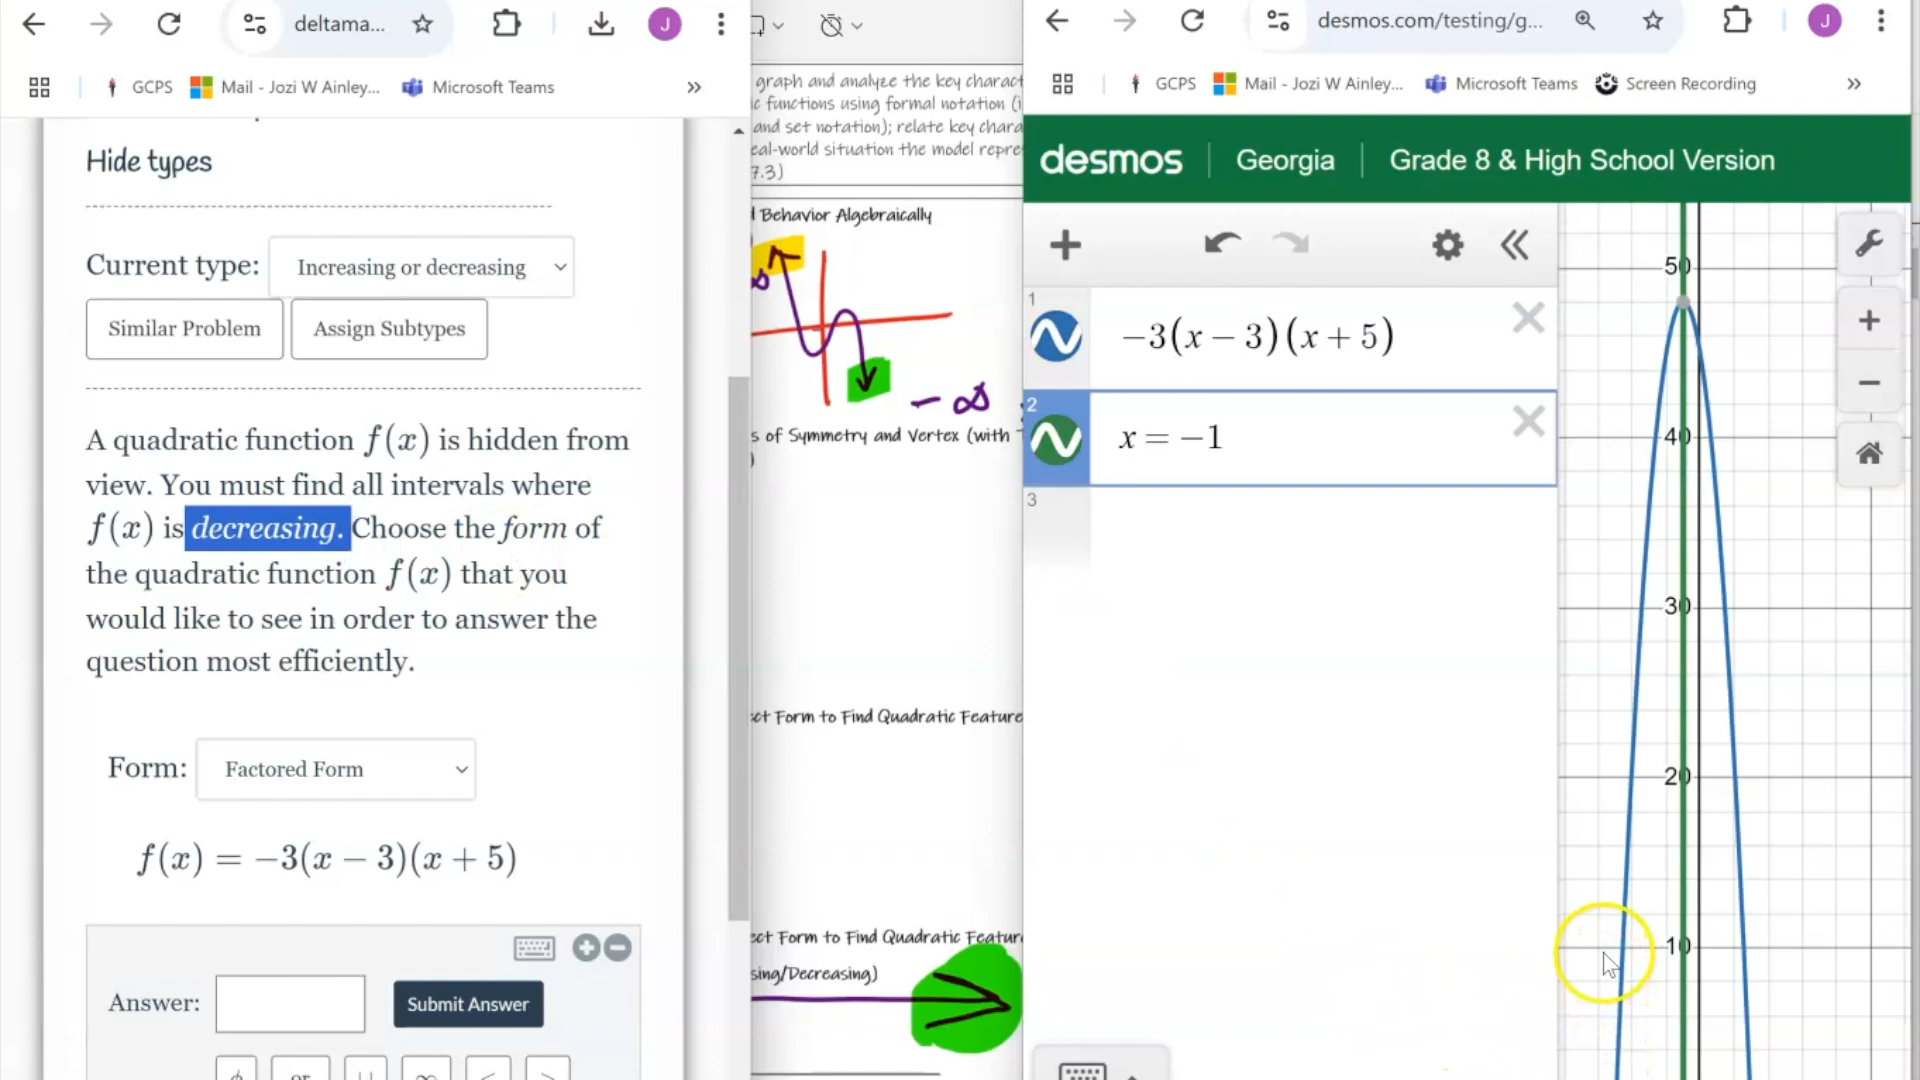 deltama...
GCPS
Mail - Jozi W Ainley...
Microsoft Teams
»
Hide types
Current type: Increasing or decreasing
Similar Problem
Assign Subtypes
A quadratic function f(x) is hidden from
view. You must find all intervals where
f(x) is decreasing. Choose the form of
the quadratic function f(x) that you
would like to see in order to answer the
question most efficiently.
Form: Factored Form
f(x) = −3(x − 3)(x + 5)
Answer:
Submit Answer
or
∞
<
>
graph and analyze the key charact
c functions using formal notation (i
and set notation); relate key chara
eal-world situation the model repre
7.3)
d Behavior Algebraically
− ∞
s of Symmetry and Vertex (with
)
ct Form to Find Quadratic Feature
ect Form to Find Quadratic Featur
sing/Decreasing)
desmos.com/testing/g...
J
GCPS
Mail - Jozi W Ainley...
Microsoft Teams
Screen Recording
»
desmos
Georgia
Grade 8 & High School Version
1
−3(x − 3)(x + 5)
2
x = −1
3
50
40
30
20
10
J